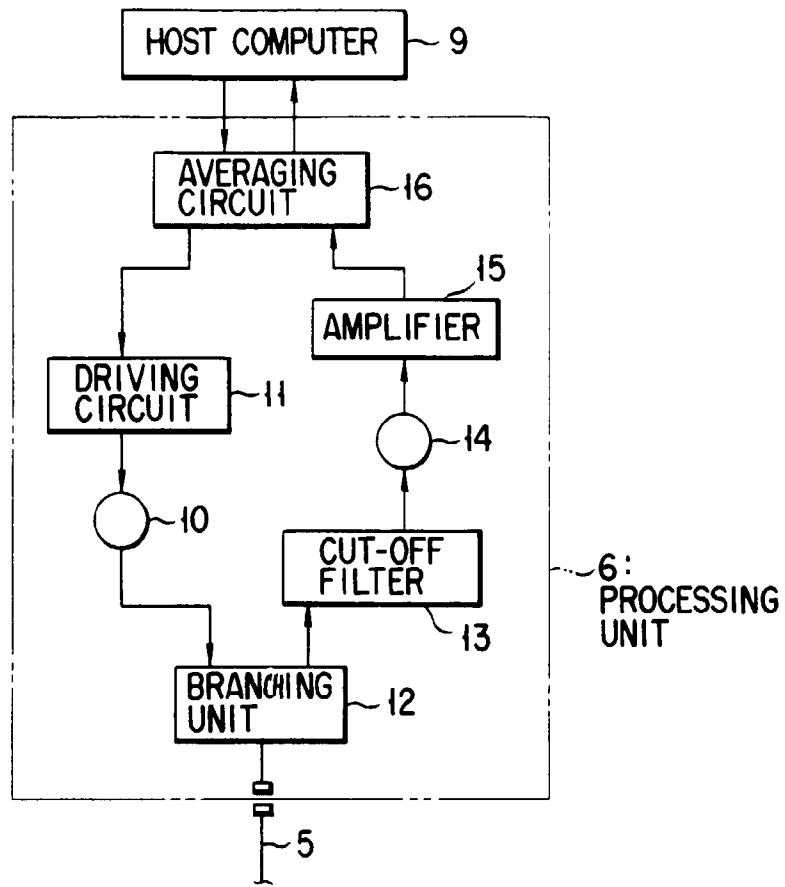 HOST COMPUTER
9
AVERAGING
CIRCUIT
16
15
AMPLIFIER
DRIVING
CIRCUIT
11
14
10
CUT-OFF
FILTER
13
6:
PROCESSING
UNIT
BRANCHING
UNIT
12
5